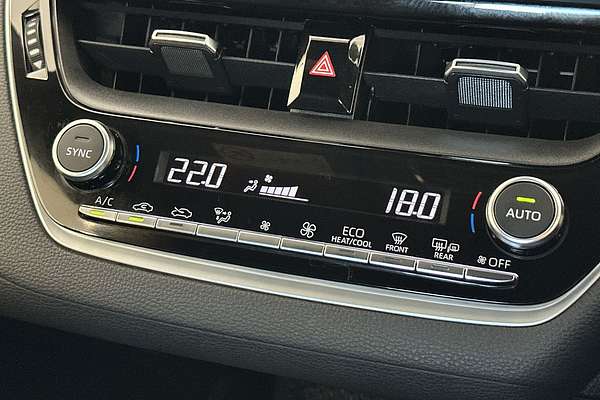 SYNC
22.0
18.0
AUTO
A/C
ECO
HEAT/COOL
FRONT
REAR
OFF